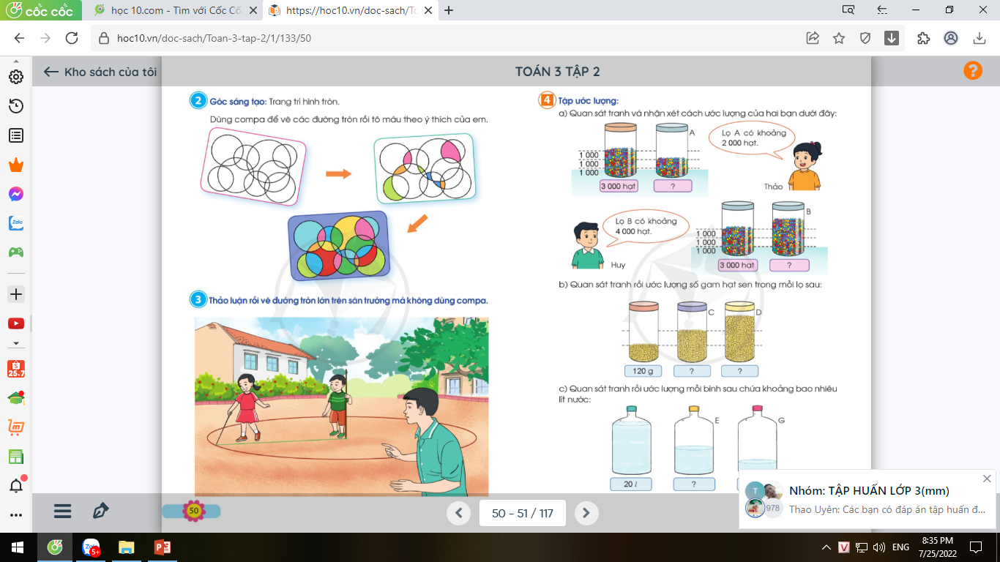 cốc cốc
học 10.com - Tìm với Cốc Cố
https://hoc10.vn/doc-sach/To
hoc10.vn/doc-sach/Toan-3-tap-2/1/133/50
Kho sách của tôi
TOÁN 3 TẬP 2
2 Góc sáng tạo: Trang trí hình tròn.
Dùng compa để vẽ các đường tròn rồi tô màu theo ý thích của em.
3 Thảo luận rồi vẽ đường tròn lớn trên sân trường mà không dùng compa.
50
4 Tập ước lượng:
a) Quan sát tranh và nhận xét cách ước lượng của hai bạn dưới đây:
A
Lọ A có khoảng
2 000 hạt.
1 000
1 000
1 000
3 000 hạt
?
Thảo
Lọ B có khoảng
4 000 hạt.
Huy
B
1 000
1 000
1 000
3 000 hạt
?
b) Quan sát tranh rồi ước lượng số gam hạt sen trong mỗi lọ sau:
C
D
120 g
?
?
c) Quan sát tranh rồi ước lượng mỗi bình sau chứa khoảng bao nhiêu
lít nước:
E
G
20 l
?
50 - 51 / 117
Nhóm: TẬP HUẤN LỚP 3(mm)
T
978
Thao Uyên: Các bạn có đáp án tập huấn đ...
Zalo
25.7
5+
ENG
8:35 PM
7/25/2022